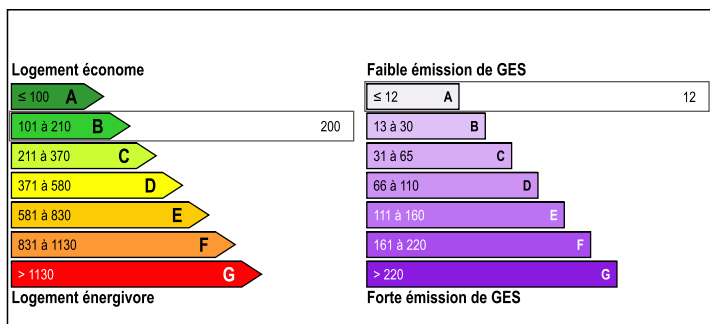 Logement économe
≤ 100 A
101 à 210 B 200
211 à 370 C
371 à 580 D
581 à 830 E
831 à 1130 F
> 1130 G
Logement énergivore
Faible émission de GES
≤ 12 A 12
13 à 30 B
31 à 65 C
66 à 110 D
111 à 160 E
161 à 220 F
> 220 G
Forte émission de GES